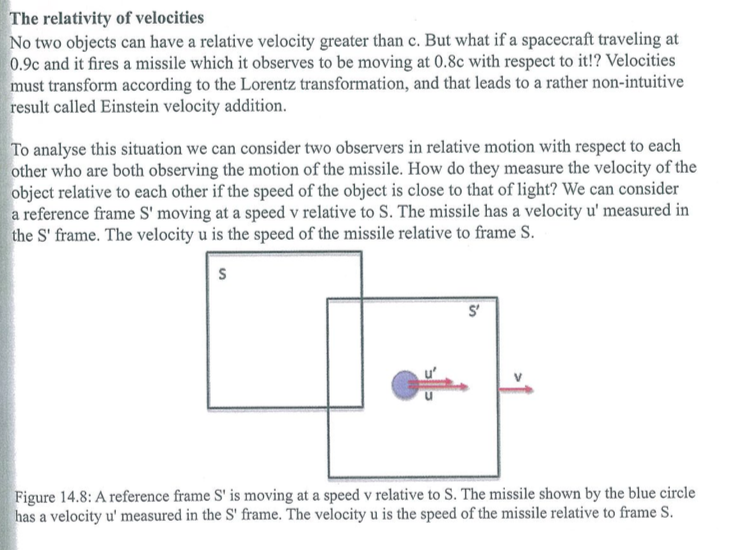 The relativity of velocities
No two objects can have a relative velocity greater than c. But what if a spacecraft traveling at
0.9c and it fires a missile which it observes to be moving at 0.8c with respect to it!? Velocities
must transform according to the Lorentz transformation, and that leads to a rather non-intuitive
result called Einstein velocity addition.
To analyse this situation we can consider two observers in relative motion with respect to each
other who are both observing the motion of the missile. How do they measure the velocity of the
object relative to each other if the speed of the object is close to that of light? We can consider
a reference frame S' moving at a speed v relative to S. The missile has a velocity u' measured in
the S' frame. The velocity u is the speed of the missile relative to frame S.
S
S'
u'
v
u
Figure 14.8: A reference frame S' is moving at a speed v relative to S. The missile shown by the blue circle
has a velocity u' measured in the S' frame. The velocity u is the speed of the missile relative to frame S.